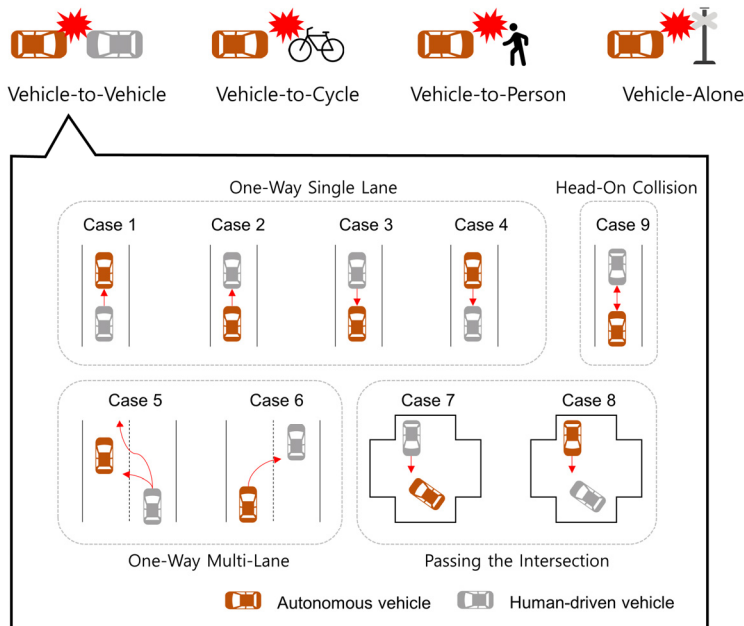 Vehicle-to-Vehicle
Vehicle-to-Cycle
Vehicle-to-Person
Vehicle-Alone
One-Way Single Lane
Head-On Collision
Case 1
Case 2
Case 3
Case 4
Case 9
Case 5
Case 6
Case 7
Case 8
One-Way Multi-Lane
Passing the Intersection
Autonomous vehicle
Human-driven vehicle